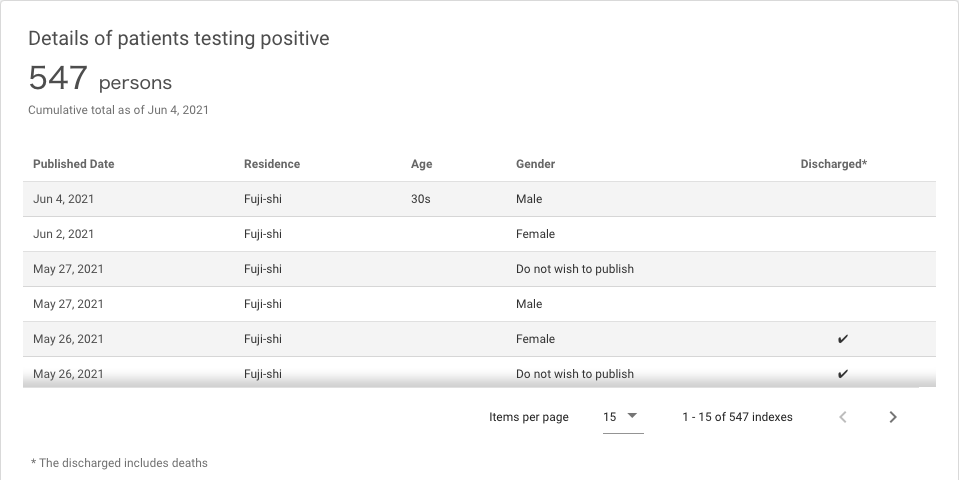 Details of patients testing positive
547 persons
Cumulative total as of Jun 4, 2021
Published Date Residence Age Gender Discharged*
Jun 4, 2021 Fuji-shi 30s Male
Jun 2, 2021 Fuji-shi Female
May 27, 2021 Fuji-shi Do not wish to publish
May 27, 2021 Fuji-shi Male
May 26, 2021 Fuji-shi Female ✔
May 26, 2021 Fuji-shi Do not wish to publish ✔
Items per page 15 1 - 15 of 547 indexes
* The discharged includes deaths